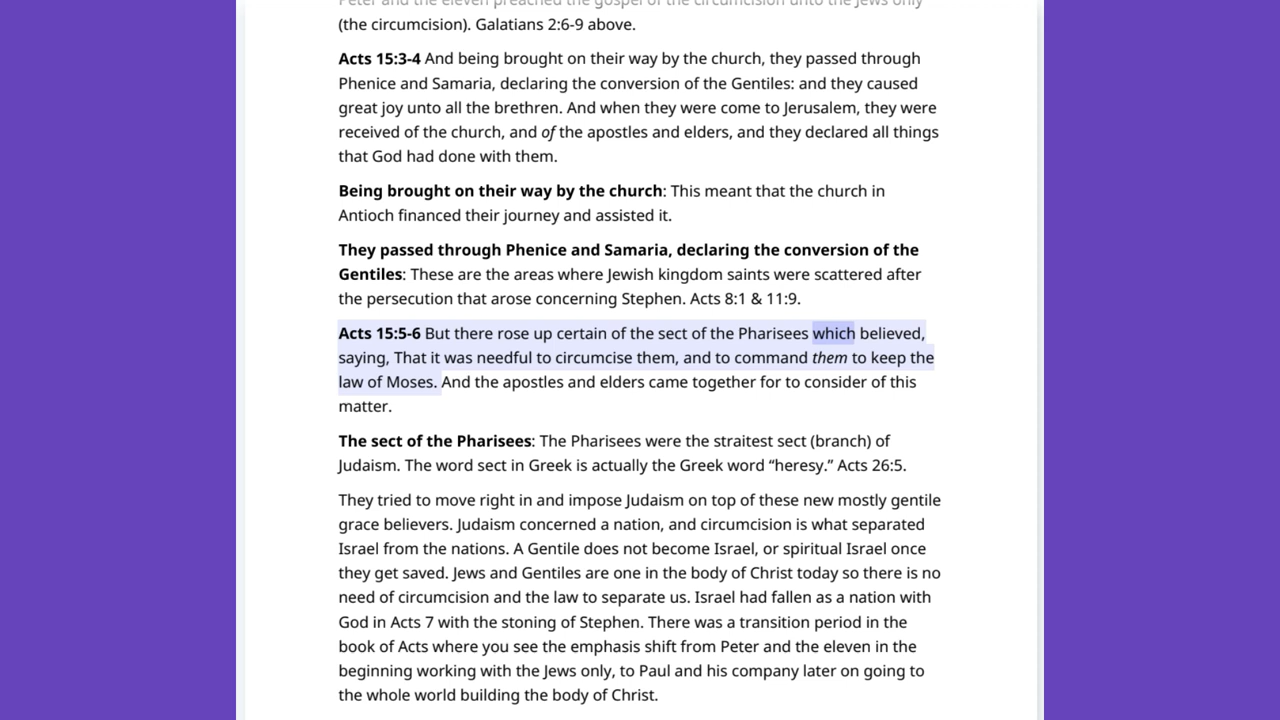 Peter and the eleven preached the gospel of the circumcision unto the Jews only
(the circumcision). Galatians 2:6-9 above.
Acts 15:3-4 And being brought on their way by the church, they passed through
Phenice and Samaria, declaring the conversion of the Gentiles: and they caused
great joy unto all the brethren. And when they were come to Jerusalem, they were
received of the church, and of the apostles and elders, and they declared all things
that God had done with them.
Being brought on their way by the church: This meant that the church in
Antioch financed their journey and assisted it.
They passed through Phenice and Samaria, declaring the conversion of the
Gentiles: These are the areas where Jewish kingdom saints were scattered after
the persecution that arose concerning Stephen. Acts 8:1 & 11:9.
Acts 15:5-6 But there rose up certain of the sect of the Pharisees which believed,
saying, That it was needful to circumcise them, and to command them to keep the
law of Moses. And the apostles and elders came together for to consider of this
matter.
The sect of the Pharisees: The Pharisees were the straitest sect (branch) of
Judaism. The word sect in Greek is actually the Greek word “heresy.” Acts 26:5.
They tried to move right in and impose Judaism on top of these new mostly gentile
grace believers. Judaism concerned a nation, and circumcision is what separated
Israel from the nations. A Gentile does not become Israel, or spiritual Israel once
they get saved. Jews and Gentiles are one in the body of Christ today so there is no
need of circumcision and the law to separate us. Israel had fallen as a nation with
God in Acts 7 with the stoning of Stephen. There was a transition period in the
book of Acts where you see the emphasis shift from Peter and the eleven in the
beginning working with the Jews only, to Paul and his company later on going to
the whole world building the body of Christ.